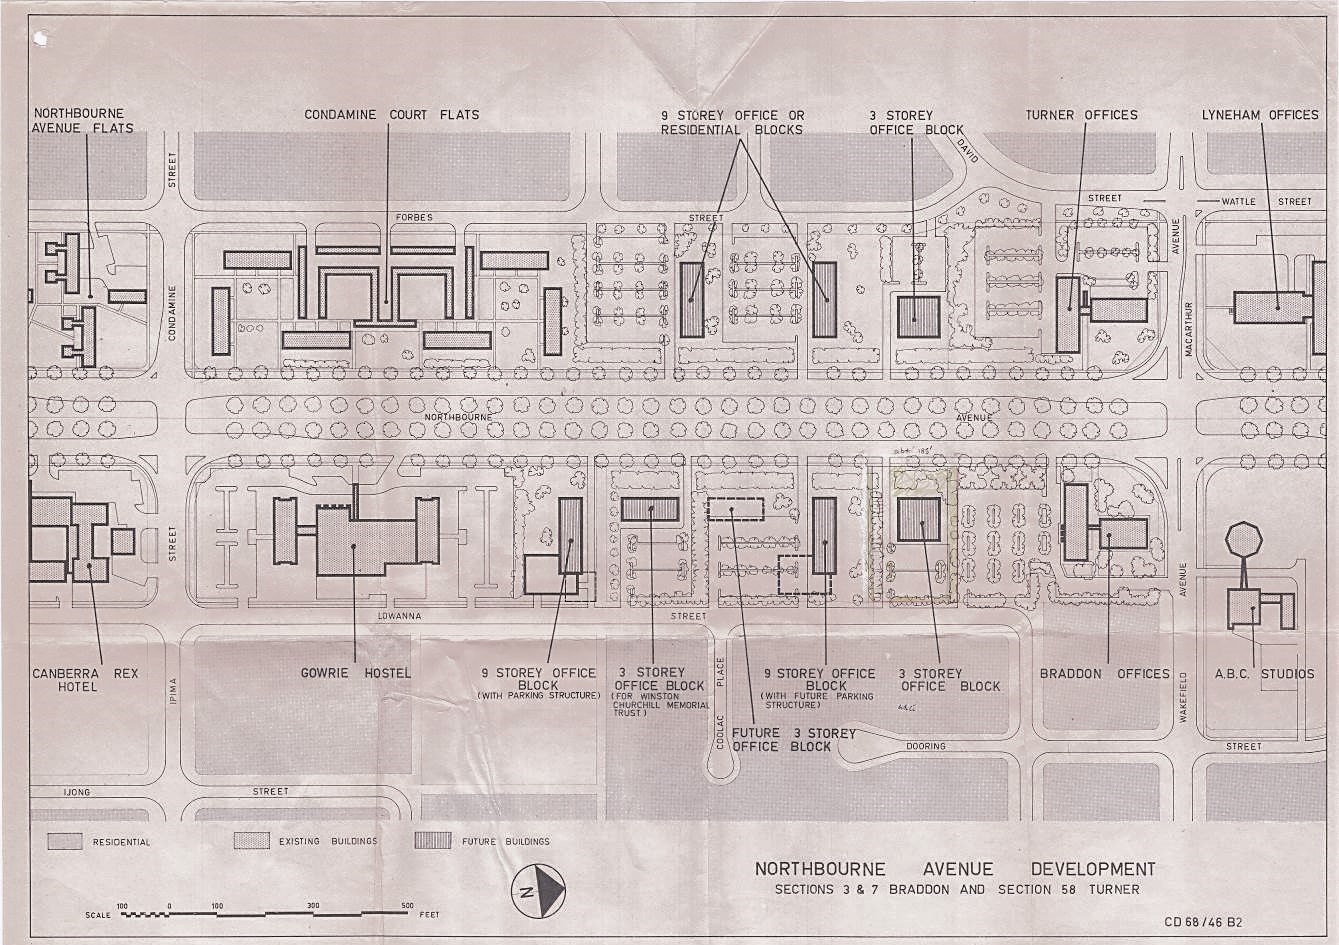 NORTHBOURNE
AVENUE FLATS
CONDAMINE COURT FLATS
9 STOREY OFFICE OR
RESIDENTIAL BLOCKS
3 STOREY
OFFICE BLOCK
TURNER OFFICES
LYNEHAM OFFICES
DAVID
STREET
STREET
WATTLE STREET
FORBES
STREET
CONDAMINE
MACARTHUR
AVENUE
NORTHBOURNE
AVENUE
STREET
AVENUE
LOWANNA
STREET
CANBERRA REX
HOTEL
GOWRIE HOSTEL
9 STOREY OFFICE
BLOCK
(WITH PARKING STRUCTURE)
3 STOREY
OFFICE BLOCK
(FOR WINSTON
CHURCHILL MEMORIAL
TRUST)
9 STOREY OFFICE
BLOCK
(WITH FUTURE PARKING
STRUCTURE)
3 STOREY
OFFICE BLOCK
BRADDON OFFICES
A.B.C. STUDIOS
IPIMA
COOLAC PLACE
FUTURE 3 STOREY
OFFICE BLOCK
WAKEFIELD
DOORING
STREET
IJONG
STREET
RESIDENTIAL
EXISTING BUILDINGS
FUTURE BUILDINGS
NORTHBOURNE AVENUE DEVELOPMENT
SECTIONS 3 & 7 BRADDON AND SECTION 58 TURNER
N
SCALE 100 0 100 300 500 FEET
CD 68/46 B2